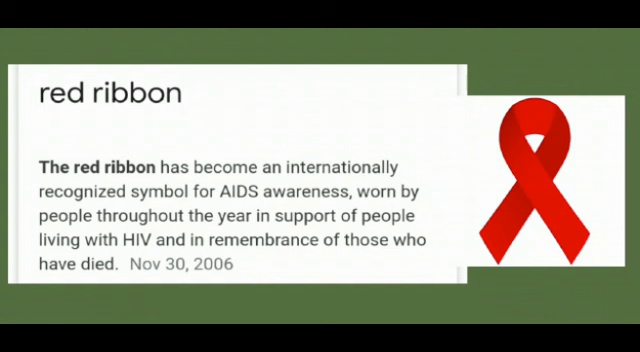 red ribbon
The red ribbon has become an internationally
recognized symbol for AIDS awareness, worn by
people throughout the year in support of people
living with HIV and in remembrance of those who
have died. Nov 30, 2006